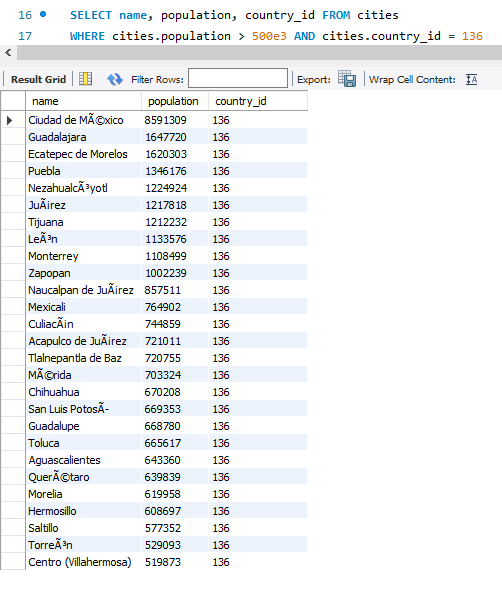 16 SELECT name, population, country_id FROM cities
17 WHERE cities.population > 500e3 AND cities.country_id = 136
Result Grid Filter Rows: Export: Wrap Cell Content: IA
name population country_id
Ciudad de MÃ©xico 8591309 136
Guadalajara 1647720 136
Ecatepec de Morelos 1620303 136
Puebla 1346176 136
NezahualcÃ³yotl 1224924 136
JuÃ¡rez 1217818 136
Tijuana 1212232 136
LeÃ³n 1133576 136
Monterrey 1108499 136
Zapopan 1002239 136
Naucalpan de JuÃ¡rez 857511 136
Mexicali 764902 136
CuliacÃ¡n 744859 136
Acapulco de JuÃ¡rez 721011 136
Tlalnepantla de Baz 720755 136
MÃ©rida 703324 136
Chihuahua 670208 136
San Luis PotosÃ- 669353 136
Guadalupe 668780 136
Toluca 665617 136
Aguascalientes 643360 136
QuerÃ©taro 639839 136
Morelia 619958 136
Hermosillo 608697 136
Saltillo 577352 136
TorreÃ³n 529093 136
Centro (Villahermosa) 519873 136